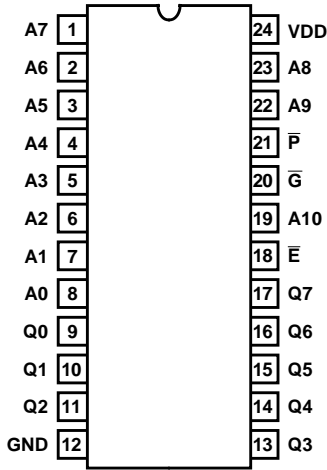 A7 1 24 VDD
A6 2 23 A8
A5 3 22 A9
A4 4 21 P̅
A3 5 20 G̅
A2 6 19 A10
A1 7 18 E̅
A0 8 17 Q7
Q0 9 16 Q6
Q1 10 15 Q5
Q2 11 14 Q4
GND 12 13 Q3